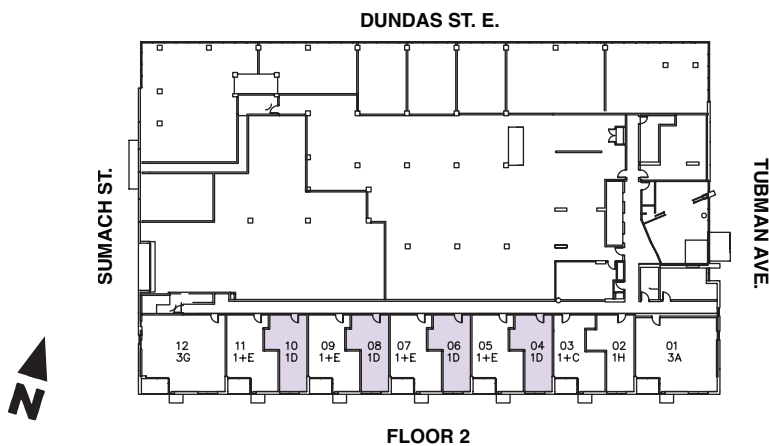 DUNDAS ST. E.
SUMACH ST.
TUBMAN AVE.
12
3G
11
1+E
10
1D
09
1+E
08
1D
07
1+E
06
1D
05
1+E
04
1D
03
1+C
02
1H
01
3A
N
FLOOR 2